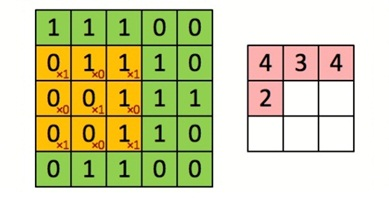 1 1 1 0 0
0 ×1 1 ×0 1 ×1 1 0
0 ×0 0 ×1 1 ×0 1 1
0 ×1 0 ×0 1 ×1 1 0
0 1 1 0 0
4 3 4
2